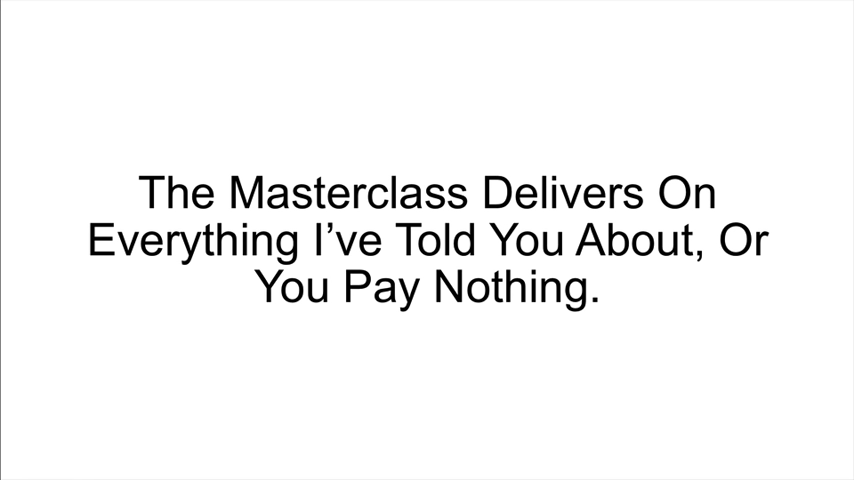 The Masterclass Delivers On
Everything I’ve Told You About, Or
You Pay Nothing.